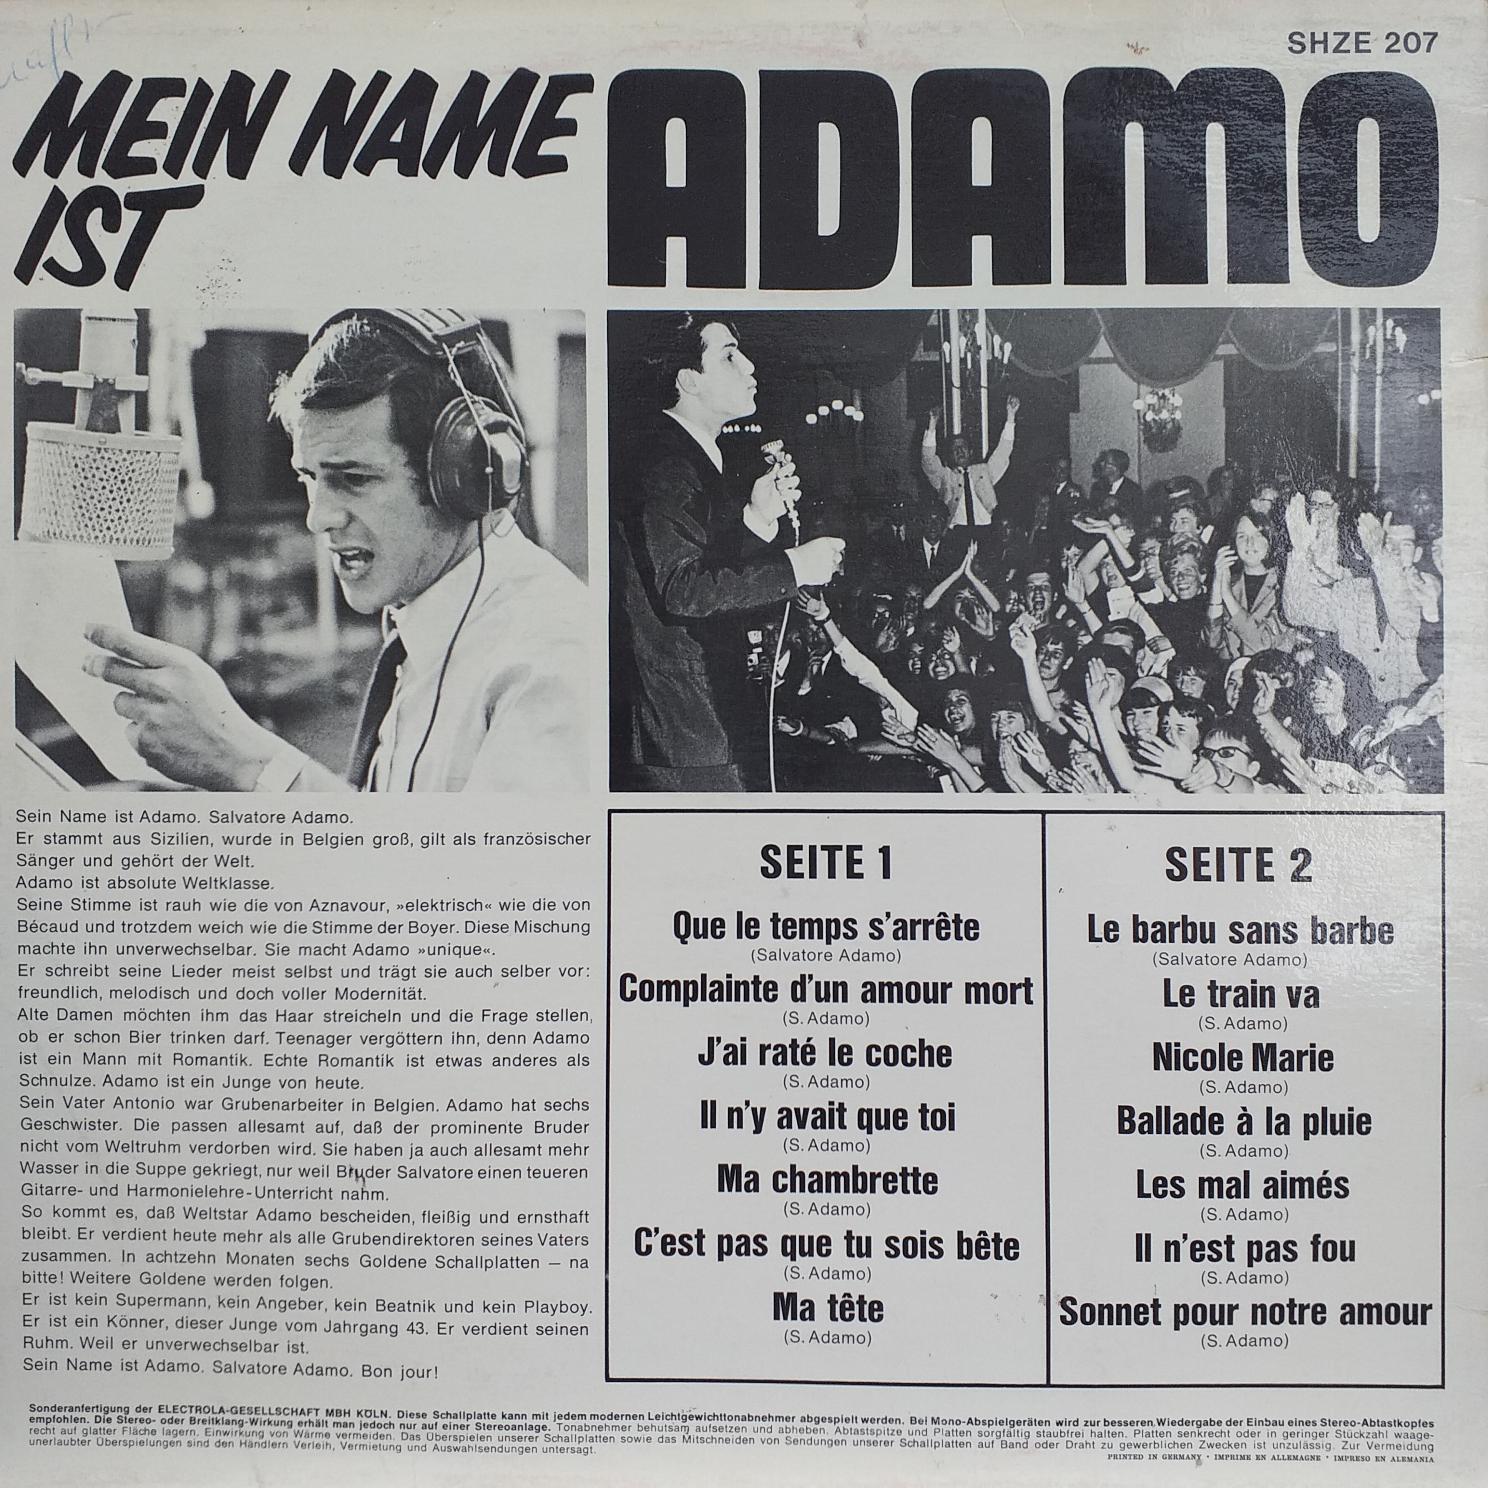 SHZE 207
MEIN NAME
IST
ADAMO
Sein Name ist Adamo. Salvatore Adamo.
Er stammt aus Sizilien, wurde in Belgien groß, gilt als französischer
Sänger und gehört der Welt.
Adamo ist absolute Weltklasse.
Seine Stimme ist rauh wie die von Aznavour, »elektrisch« wie die von
Bécaud und trotzdem weich wie die Stimme der Boyer. Diese Mischung
machte ihn unverwechselbar. Sie macht Adamo »unique«.
Er schreibt seine Lieder meist selbst und trägt sie auch selber vor:
freundlich, melodisch und doch voller Modernität.
Alte Damen möchten ihm das Haar streicheln und die Frage stellen,
ob er schon Bier trinken darf. Teenager vergöttern ihn, denn Adamo
ist ein Mann mit Romantik. Echte Romantik ist etwas anderes als
Schnulze. Adamo ist ein Junge von heute.
Sein Vater Antonio war Grubenarbeiter in Belgien. Adamo hat sechs
Geschwister. Die passen allesamt auf, daß der prominente Bruder
nicht vom Weltruhm verdorben wird. Sie haben ja auch allesamt mehr
Wasser in die Suppe gekriegt, nur weil Bruder Salvatore einen teueren
Gitarre- und Harmonielehre-Unterricht nahm.
So kommt es, daß Weltstar Adamo bescheiden, fleißig und ernsthaft
bleibt. Er verdient heute mehr als alle Grubendirektoren seines Vaters
zusammen. In achtzehn Monaten sechs Goldene Schallplatten — na
bitte! Weitere Goldene werden folgen.
Er ist kein Supermann, kein Angeber, kein Beatnik und kein Playboy.
Er ist ein Könner, dieser Junge vom Jahrgang 43. Er verdient seinen
Ruhm. Weil er unverwechselbar ist.
Sein Name ist Adamo. Salvatore Adamo. Bon jour!
SEITE 1
Que le temps s'arrête
(Salvatore Adamo)
Complainte d'un amour mort
(S. Adamo)
J'ai raté le coche
(S. Adamo)
Il n'y avait que toi
(S. Adamo)
Ma chambrette
(S. Adamo)
C'est pas que tu sois bête
(S. Adamo)
Ma tête
(S. Adamo)
SEITE 2
Le barbu sans barbe
(Salvatore Adamo)
Le train va
(S. Adamo)
Nicole Marie
(S. Adamo)
Ballade à la pluie
(S. Adamo)
Les mal aimés
(S. Adamo)
Il n'est pas fou
(S. Adamo)
Sonnet pour notre amour
(S. Adamo)
Sonderanfertigung der ELECTROLA-GESELLSCHAFT MBH KÖLN. Diese Schallplatte kann mit jedem modernen Leichtgewichttonabnehmer abgespielt werden. Bei Mono-Abspielgeräten wird zur besseren Wiedergabe der Einbau eines Stereo-Abtastkopfes
empfohlen. Die Stereo- oder Breitklang-Wirkung erhält man jedoch nur auf einer Stereoanlage. Tonabnehmer behutsam aufsetzen und abheben. Abtastspitze und Platten sorgfältig staubfrei halten. Platten senkrecht oder in geringer Stückzahl waage-
recht auf glatter Fläche lagern. Einwirkung von Wärme vermeiden. Das Überspielen unserer Schallplatten sowie das Mitschneiden von Sendungen unserer Schallplatten auf Band oder Draht zu gewerblichen Zwecken ist unzulässig. Zur Vermeidung
unerlaubter Überspielungen sind den Händlern Verleih, Vermietung und Auswahlsendungen untersagt.
PRINTED IN GERMANY · IMPRIME EN ALLEMAGNE · IMPRESO EN ALEMANIA